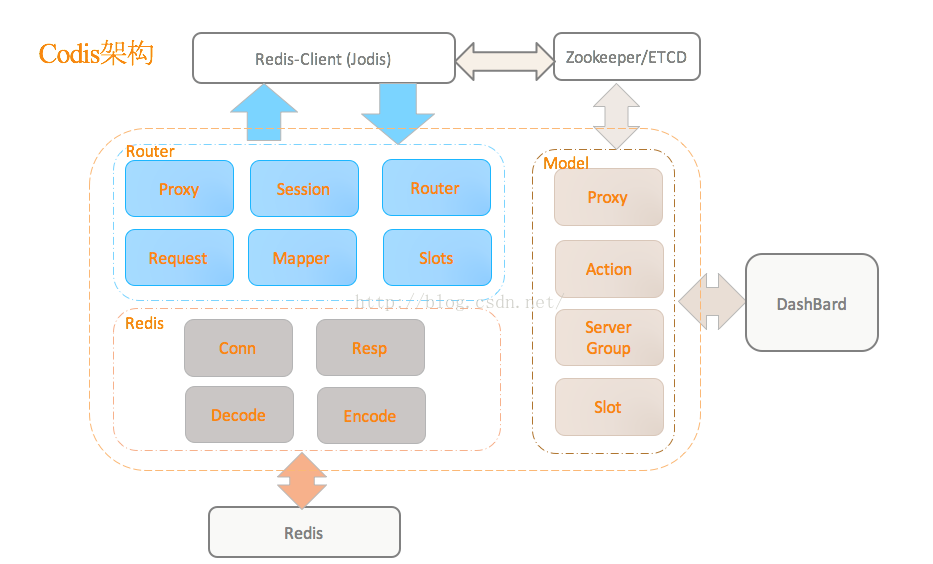 Codis架构
Redis-Client (Jodis)
Zookeeper/ETCD
Router
Proxy
Session
Router
Request
Mapper
Slots
Model
Proxy
Action
Server
Group
Slot
DashBard
http://blog.csdn.net/
Redis
Conn
Resp
Decode
Encode
Redis